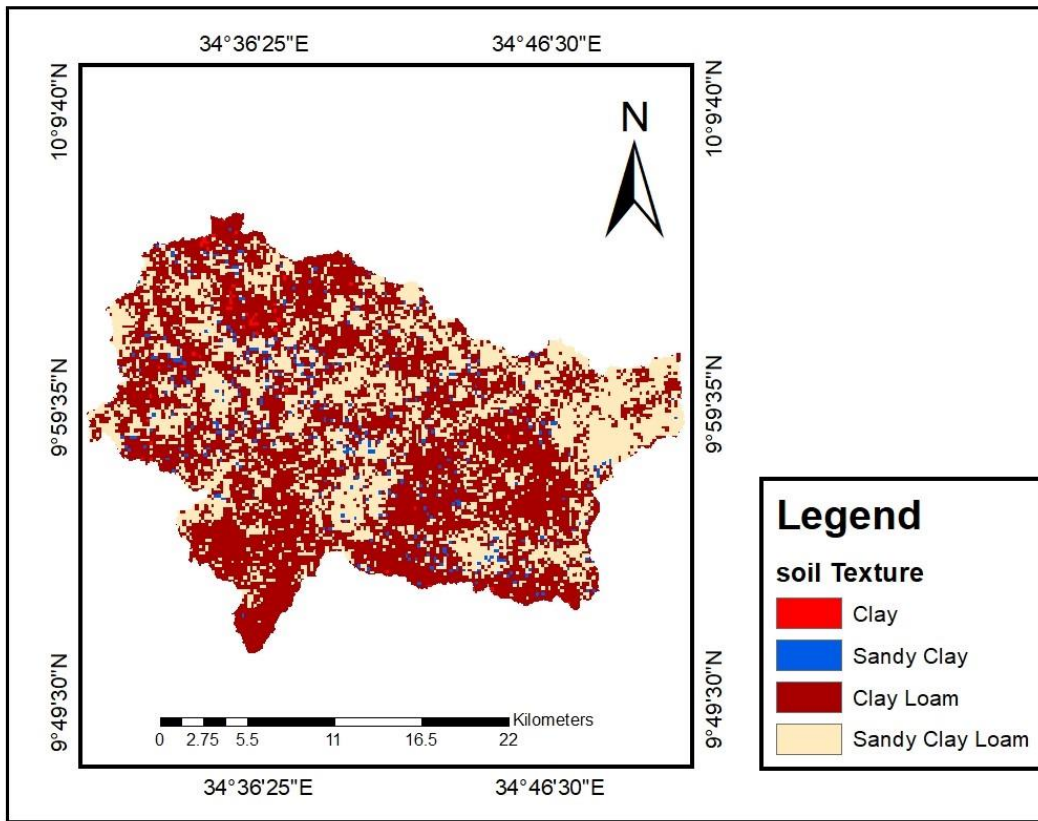 34°36'25"E 34°46'30"E
10°9'40"N 10°9'40"N
N
9°59'35"N 9°59'35"N
Legend
soil Texture
Clay
Sandy Clay
Clay Loam
Sandy Clay Loam
9°49'30"N 9°49'30"N
Kilometers
0 2.75 5.5 11 16.5 22
34°36'25"E 34°46'30"E